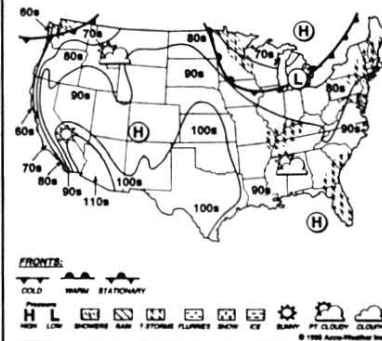 60s
70s
80s
H
70s
80s
90s
L
80s
90s
90s
60s
H
100s
70s
80s
90s
100s
110s
100s
90s
H
FRONTS:
COLD WARM STATIONARY
Pressure
H L
HIGH LOW SHOWERS RAIN T-STORMS FLURRIES SNOW ICE SUNNY PT. CLOUDY CLOUDY
© 1996 Accu-Weather, Inc.